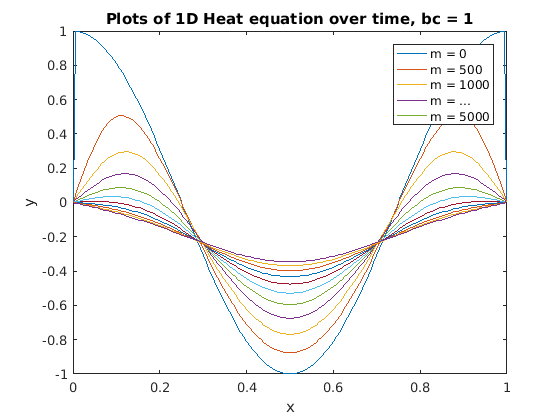 Plots of 1D Heat equation over time, bc = 1
1
0.8
0.6
0.4
0.2
0
-0.2
-0.4
-0.6
-0.8
-1
y
m = 0
m = 500
m = 1000
m = ...
m = 5000
0 0.2 0.4 0.6 0.8 1
x